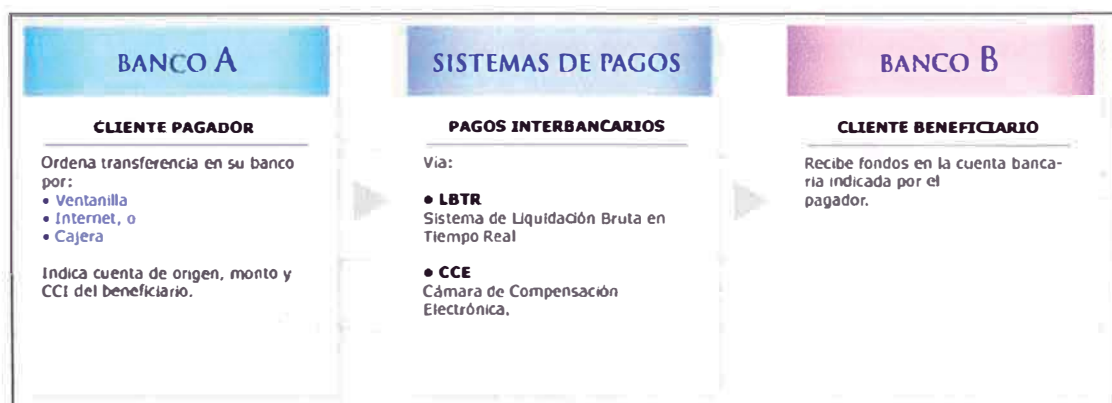 BANCO A
CLIENTE PAGADOR
Ordena transferencia en su banco
por:
• Ventanilla
• Internet, o
• Cajera
Indica cuenta de origen, monto y
CCI del beneficiario.
SISTEMAS DE PAGOS
PAGOS INTERBANCARIOS
Via:
• LBTR
Sistema de Liquidación Bruta en
Tiempo Real
• CCE
Cámara de Compensación
Electrónica.
BANCO B
CLIENTE BENEFICIARIO
Recibe fondos en la cuenta banca-
ria indicada por el
pagador.